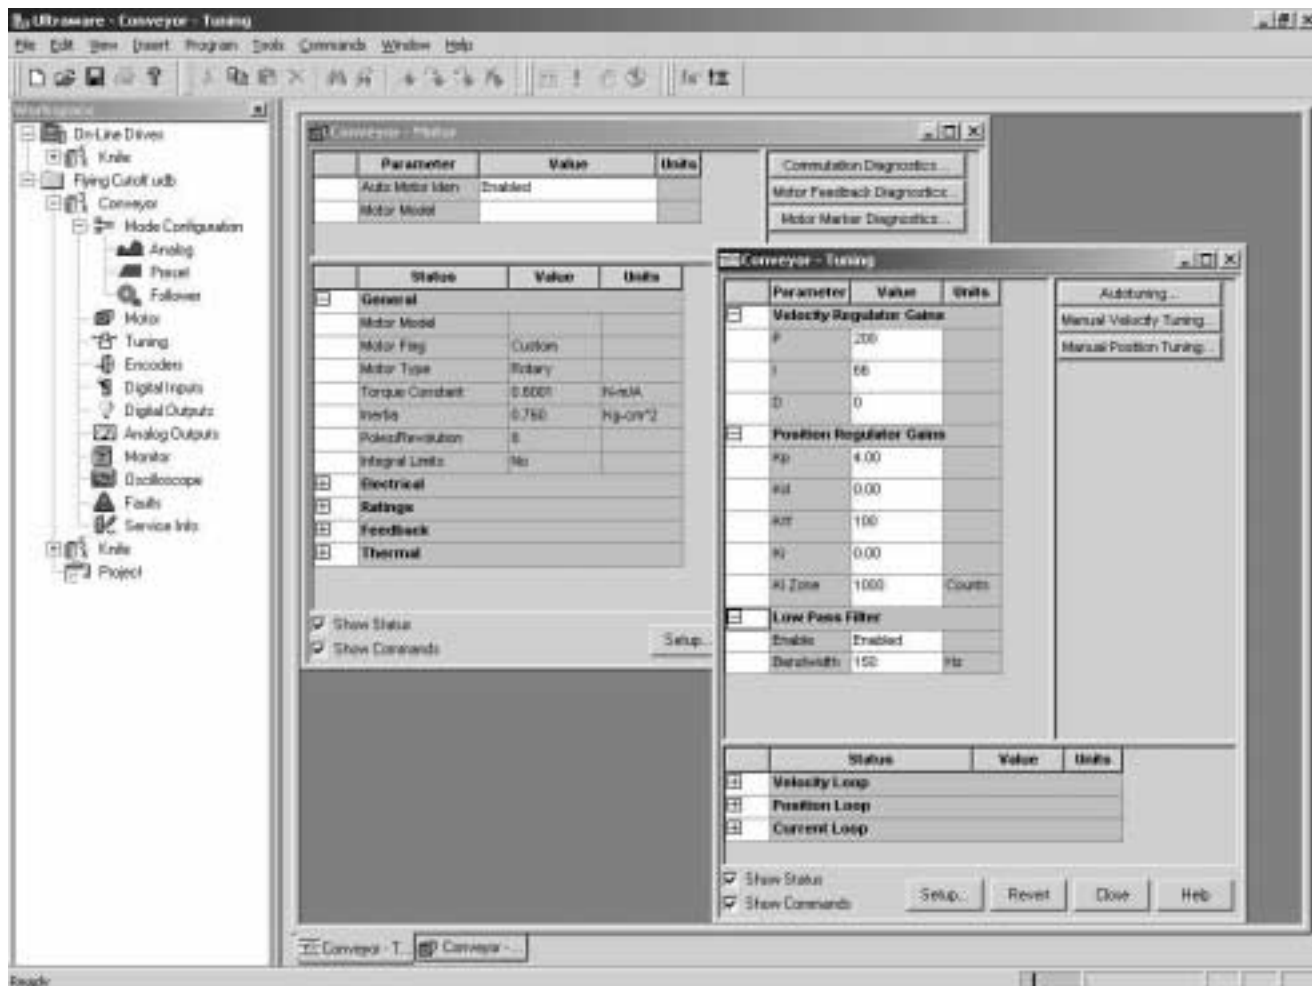 Ultraware - Conveyor - Tuning
File Edit View Insert Program Tools Commands Window Help
Workspace
On-Line Drives
Knife
Flying Cutoff.udb
Conveyor
Mode Configuration
Analog
Preset
Follower
Motor
Tuning
Encoders
Digital Inputs
Digital Outputs
Analog Outputs
Monitor
Oscilloscope
Faults
Service Info
Knife
Project
Conveyor - Motor
Parameter Value Units
Auto Motor Iden Enabled
Motor Model
Commutation Diagnostics...
Motor Feedback Diagnostics...
Motor Marker Diagnostics...
Status Value Units
General
Motor Model
Motor Flag Custom
Motor Type Rotary
Torque Constant 0.6001 N-m/A
Inertia 0.760 Kg-cm^2
Poles/Revolution 8
Integral Limits No
Electrical
Ratings
Feedback
Thermal
Show Status
Show Commands
Setup...
Conveyor - Tuning
Parameter Value Units
Velocity Regulator Gains
P 200
I 66
D 0
Position Regulator Gains
Kp 4.00
Kd 0.00
Kff 100
Ki 0.00
Ki Zone 1000 Counts
Low Pass Filter
Enable Enabled
Bandwidth 150 Hz
Autotuning...
Manual Velocity Tuning...
Manual Position Tuning...
Status Value Units
Velocity Loop
Position Loop
Current Loop
Show Status
Show Commands
Setup... Revert Close Help
Conveyor - T... Conveyor - ...
Ready